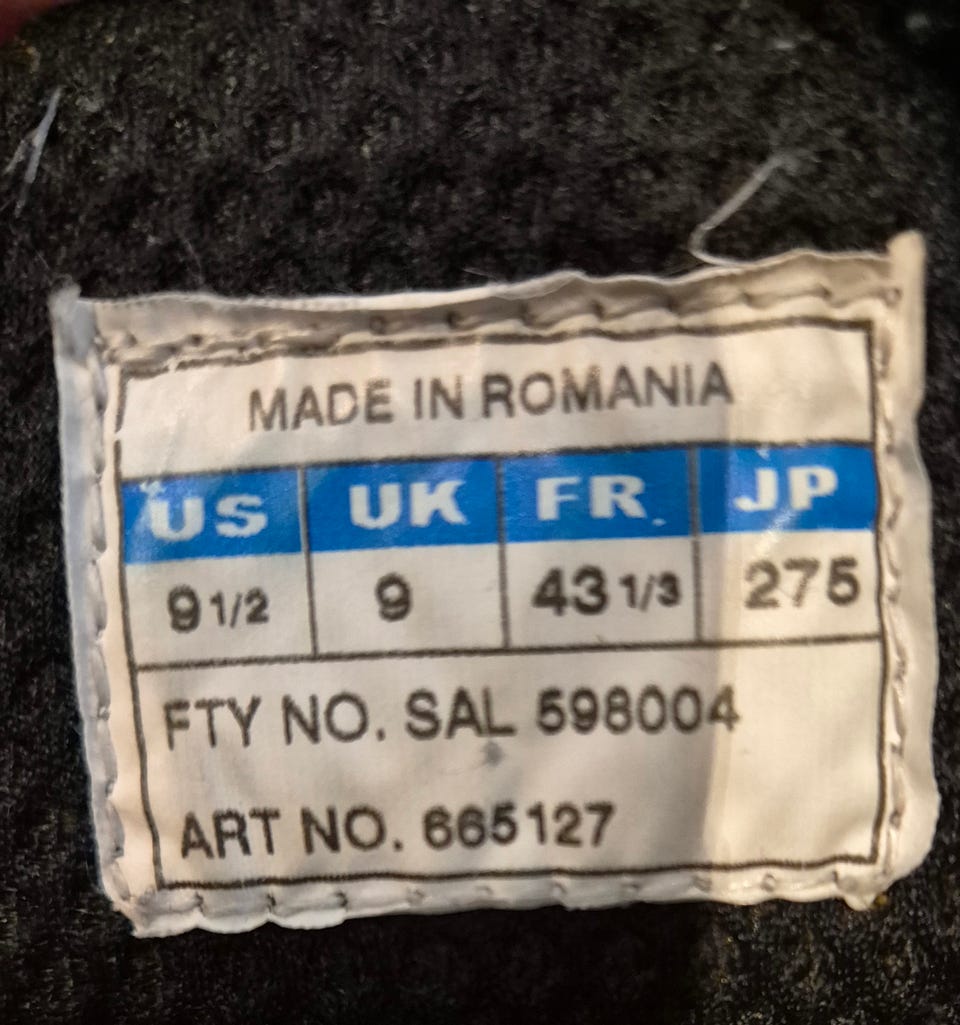 MADE IN ROMANIA
US UK FR. JP
9 1/2 9 43 1/3 275
FTY NO. SAL 598004
ART NO. 665127